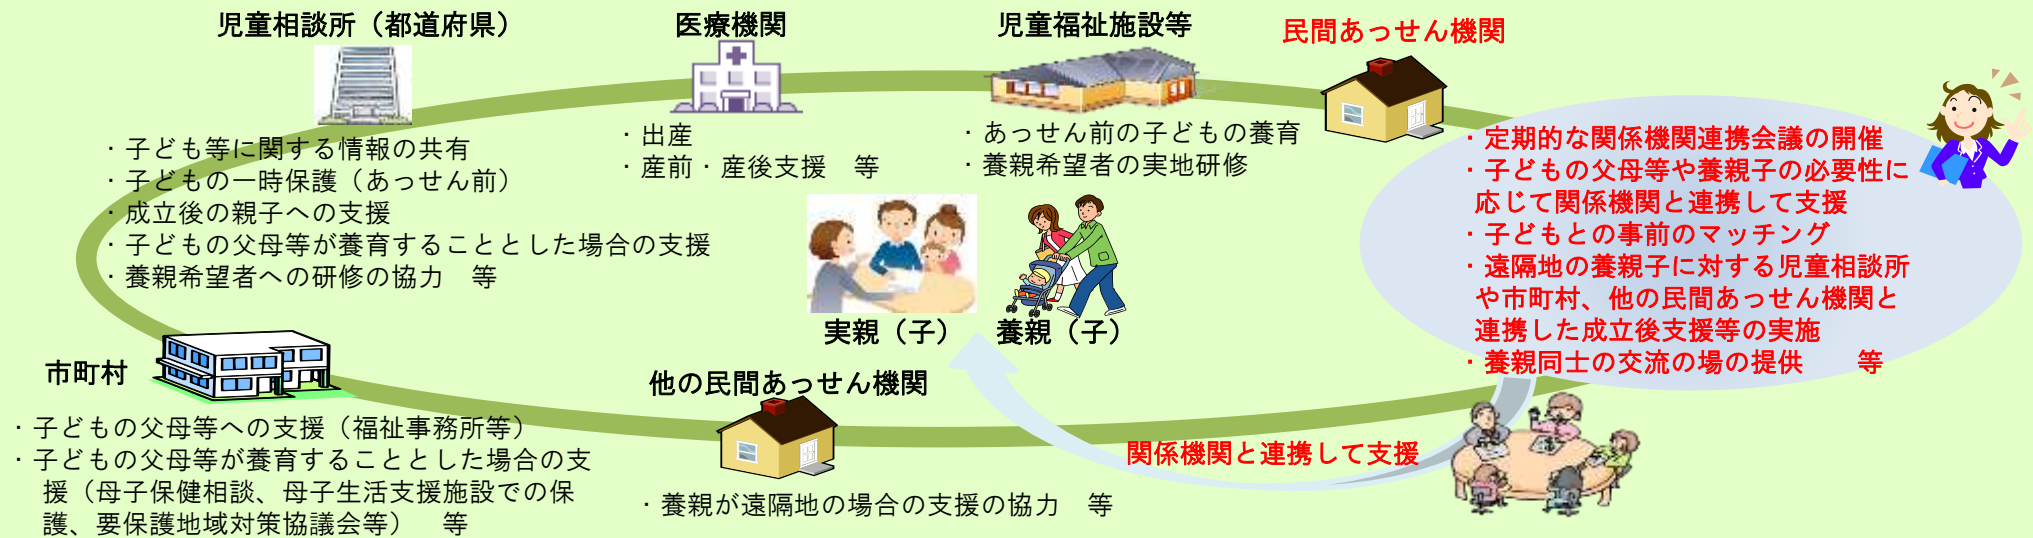 児童相談所（都道府県）
・子ども等に関する情報の共有
・子どもの一時保護（あっせん前）
・成立後の親子への支援
・子どもの父母等が養育することとした場合の支援
・養親希望者への研修の協力　等
医療機関
・出産
・産前・産後支援　等
児童福祉施設等
・あっせん前の子どもの養育
・養親希望者の実地研修
民間あっせん機関
・定期的な関係機関連携会議の開催
・子どもの父母等や養親子の必要性に
応じて関係機関と連携して支援
・子どもとの事前のマッチング
・遠隔地の養親子に対する児童相談所
や市町村、他の民間あっせん機関と
連携した成立後支援等の実施
・養親同士の交流の場の提供　　等
実親（子）
養親（子）
市町村
・子どもの父母等への支援（福祉事務所等）
・子どもの父母等が養育することとした場合の支
援（母子保健相談、母子生活支援施設での保
護、要保護地域対策協議会等）　等
他の民間あっせん機関
・養親が遠隔地の場合の支援の協力　等
関係機関と連携して支援